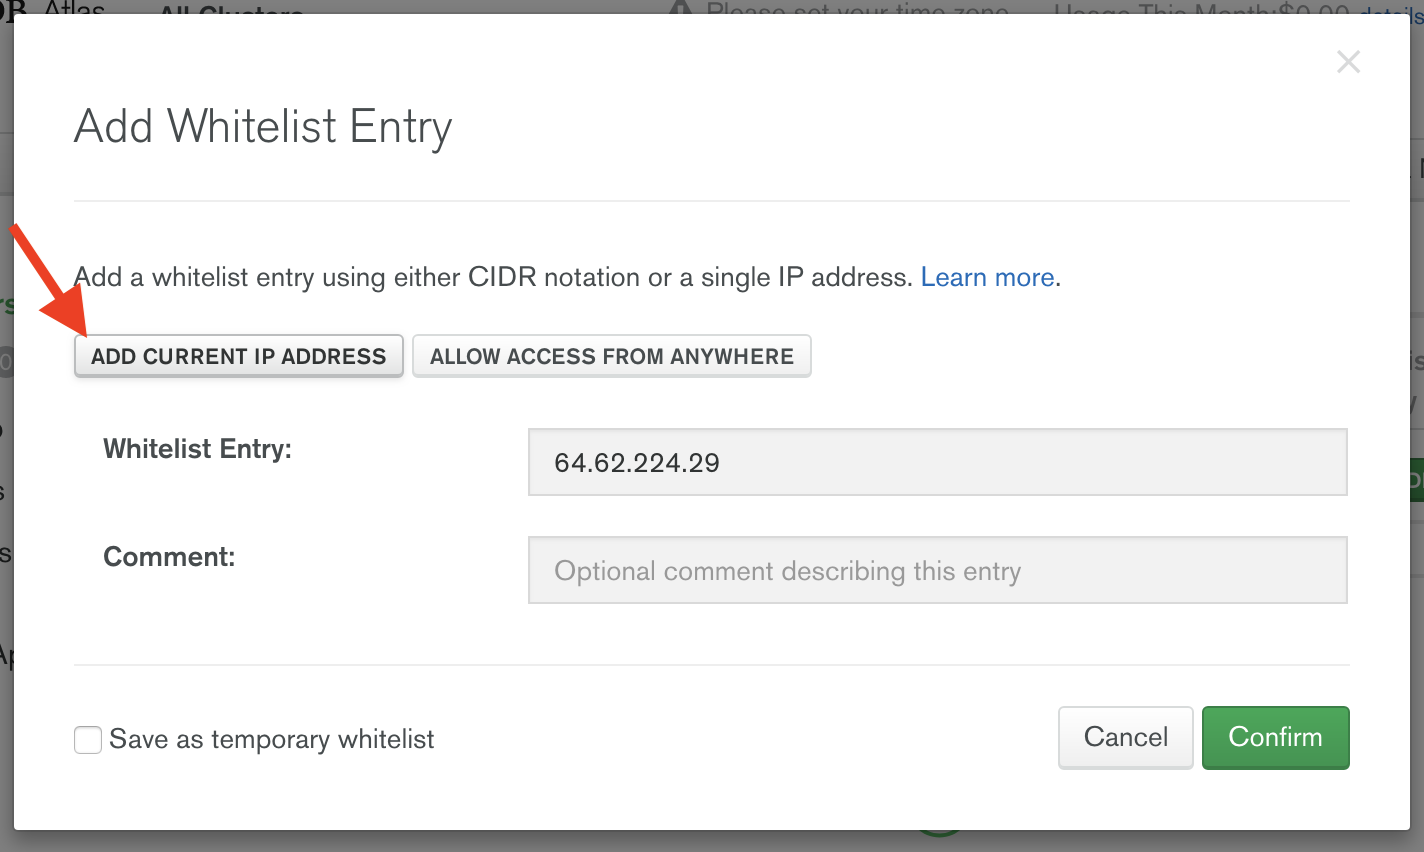 Atlas All Clusters Please set your time zone Usage This Month:$0.00 details
Add Whitelist Entry
Add a whitelist entry using either CIDR notation or a single IP address. Learn more.
ADD CURRENT IP ADDRESS ALLOW ACCESS FROM ANYWHERE
Whitelist Entry: 64.62.224.29
Comment: Optional comment describing this entry
Save as temporary whitelist Cancel Confirm